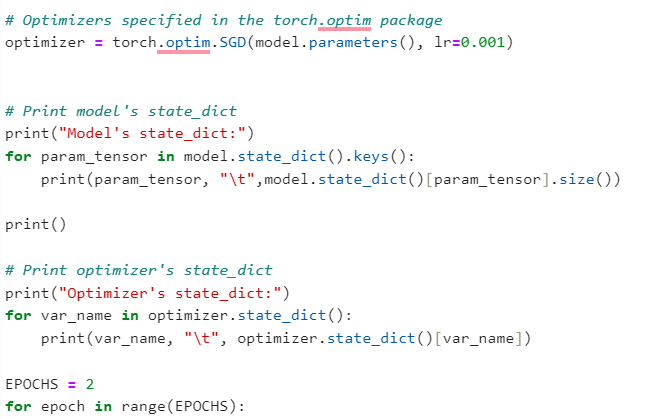 # Optimizers specified in the torch.optim package
optimizer = torch.optim.SGD(model.parameters(), lr=0.001)
# Print model's state_dict
print("Model's state_dict:")
for param_tensor in model.state_dict().keys():
    print(param_tensor, "\t",model.state_dict()[param_tensor].size())
print()
# Print optimizer's state_dict
print("Optimizer's state_dict:")
for var_name in optimizer.state_dict():
    print(var_name, "\t", optimizer.state_dict()[var_name])
EPOCHS = 2
for epoch in range(EPOCHS):